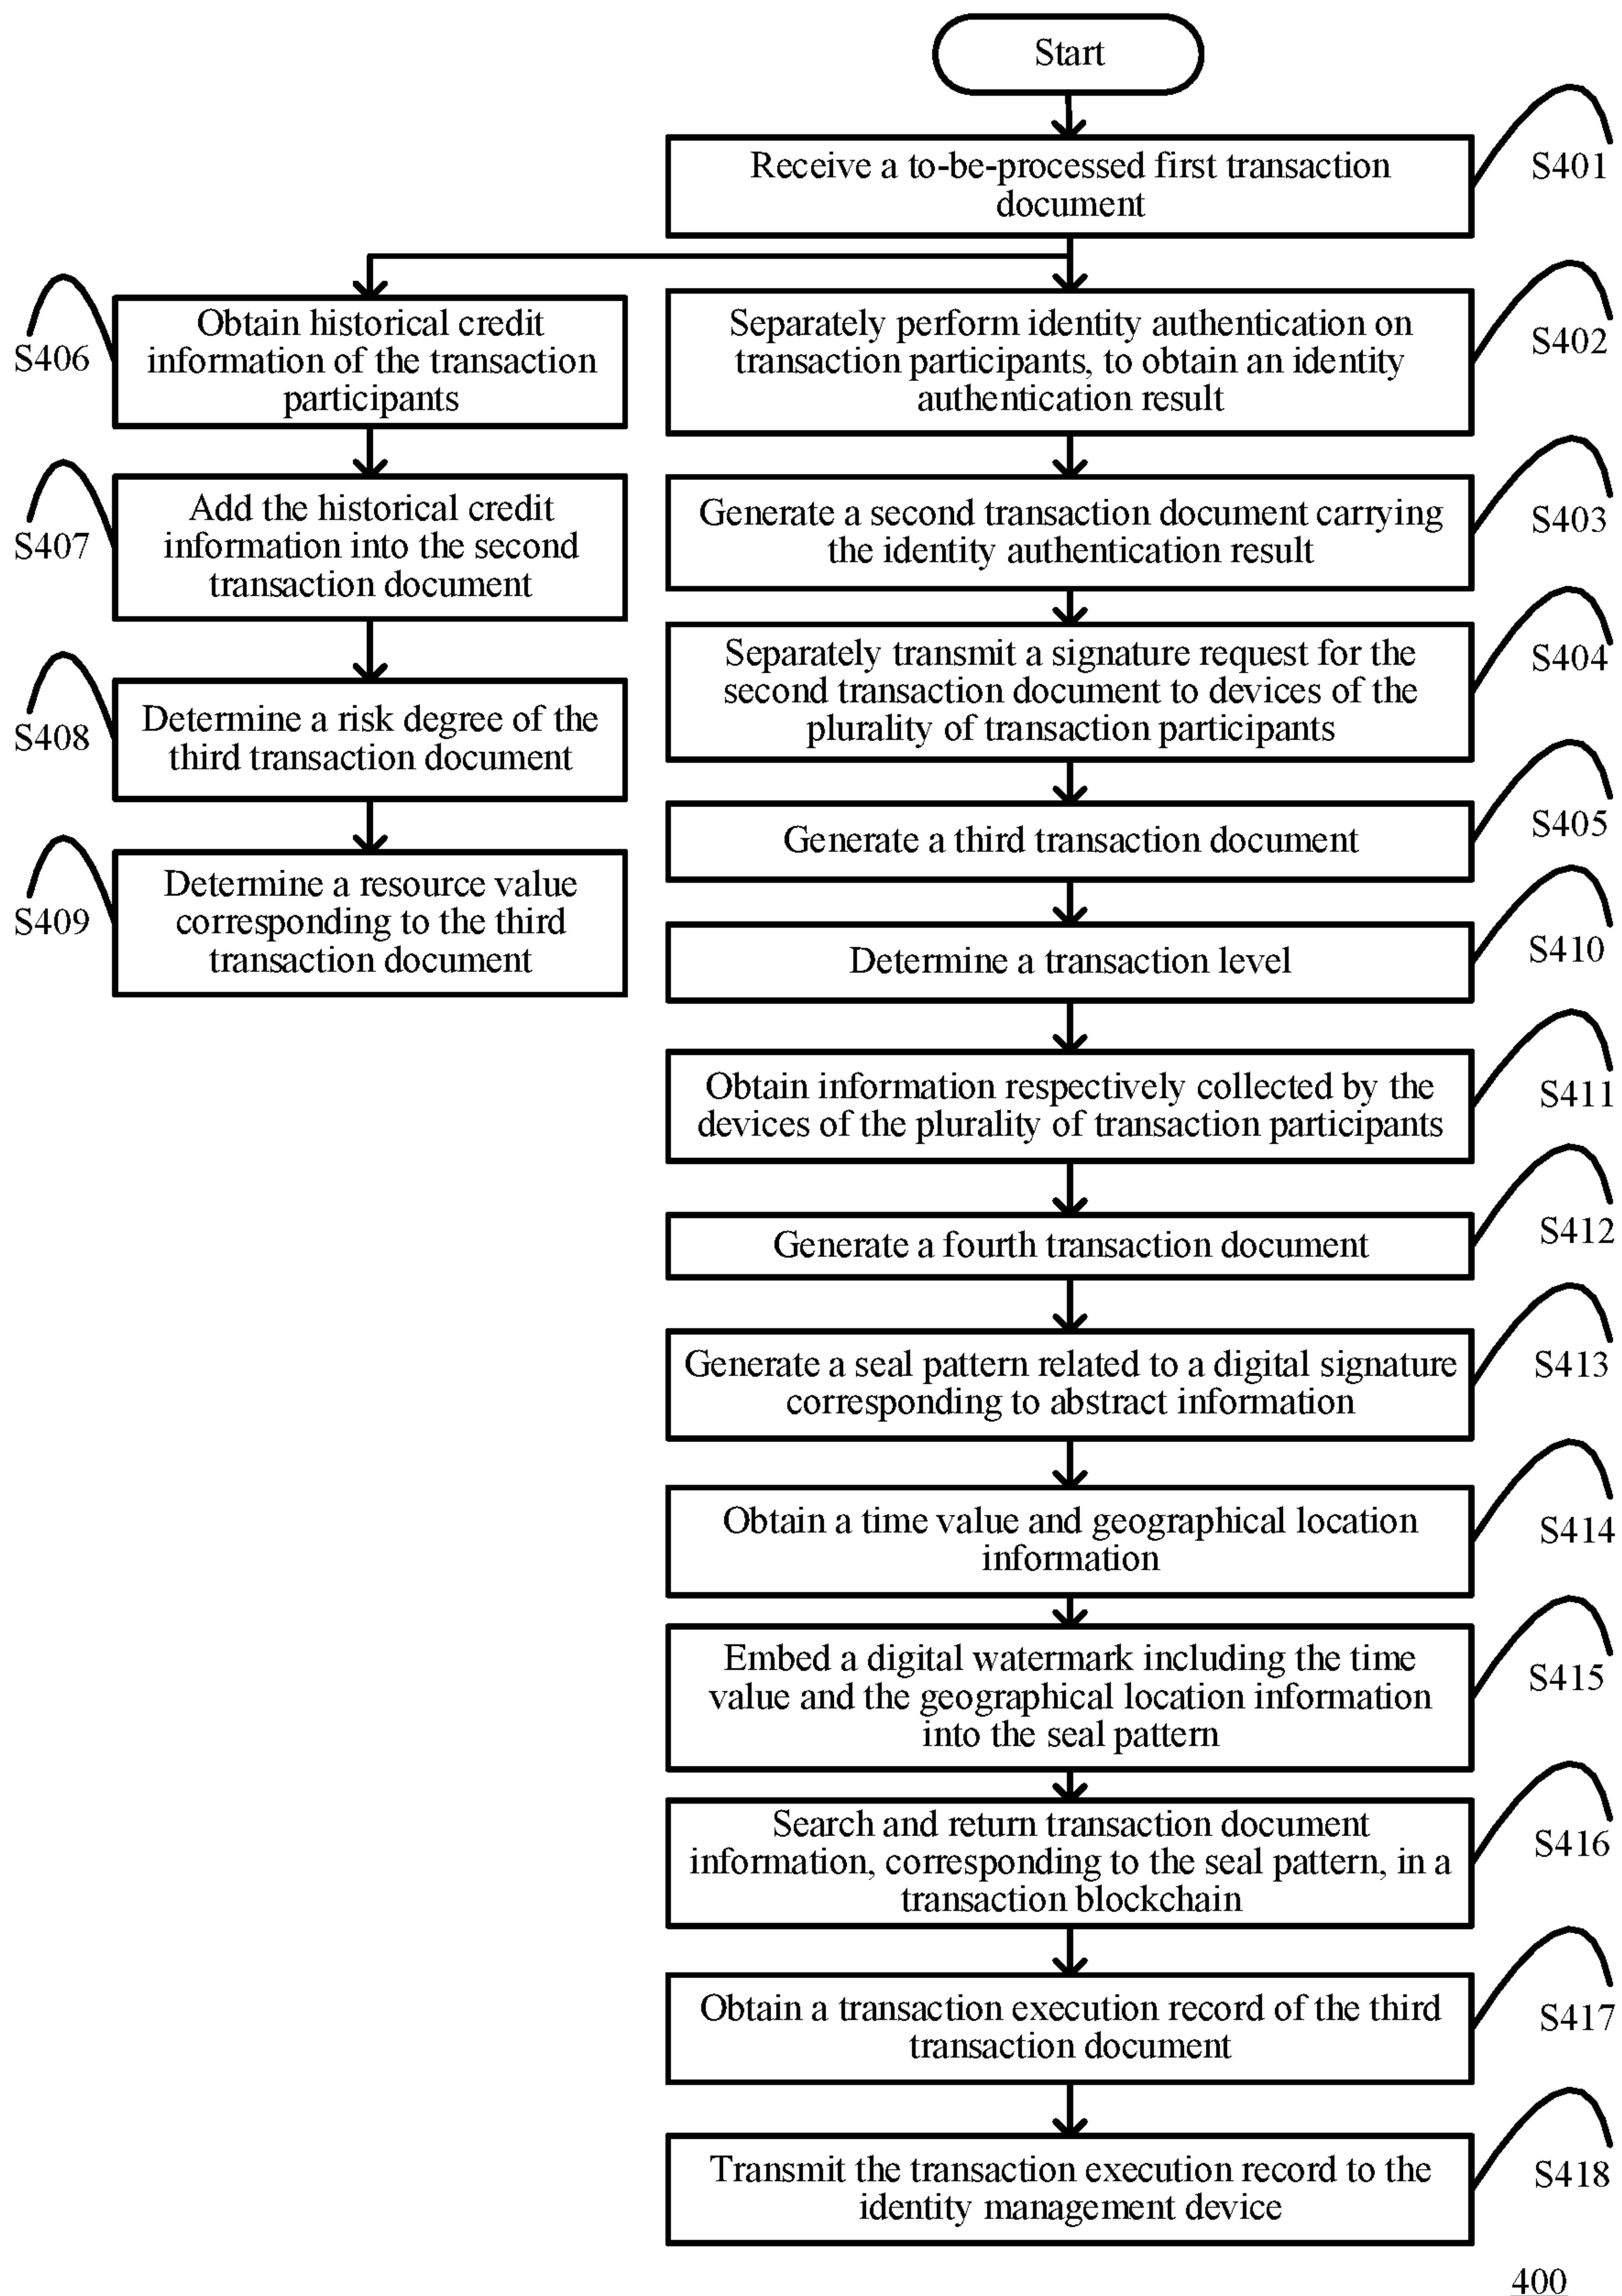 Start
Receive a to-be-processed first transaction
document
S401
Obtain historical credit
information of the transaction
participants
S406
Separately perform identity authentication on
transaction participants, to obtain an identity
authentication result
S402
Add the historical credit
information into the second
transaction document
S407
Generate a second transaction document carrying
the identity authentication result
S403
Separately transmit a signature request for the
second transaction document to devices of the
plurality of transaction participants
S404
Determine a risk degree of the
third transaction document
S408
Generate a third transaction document
S405
Determine a resource value
corresponding to the third
transaction document
S409
Determine a transaction level
S410
Obtain information respectively collected by the
devices of the plurality of transaction participants
S411
Generate a fourth transaction document
S412
Generate a seal pattern related to a digital signature
corresponding to abstract information
S413
Obtain a time value and geographical location
information
S414
Embed a digital watermark including the time
value and the geographical location information
into the seal pattern
S415
Search and return transaction document
information, corresponding to the seal pattern, in a
transaction blockchain
S416
Obtain a transaction execution record of the third
transaction document
S417
Transmit the transaction execution record to the
identity management device
S418
400